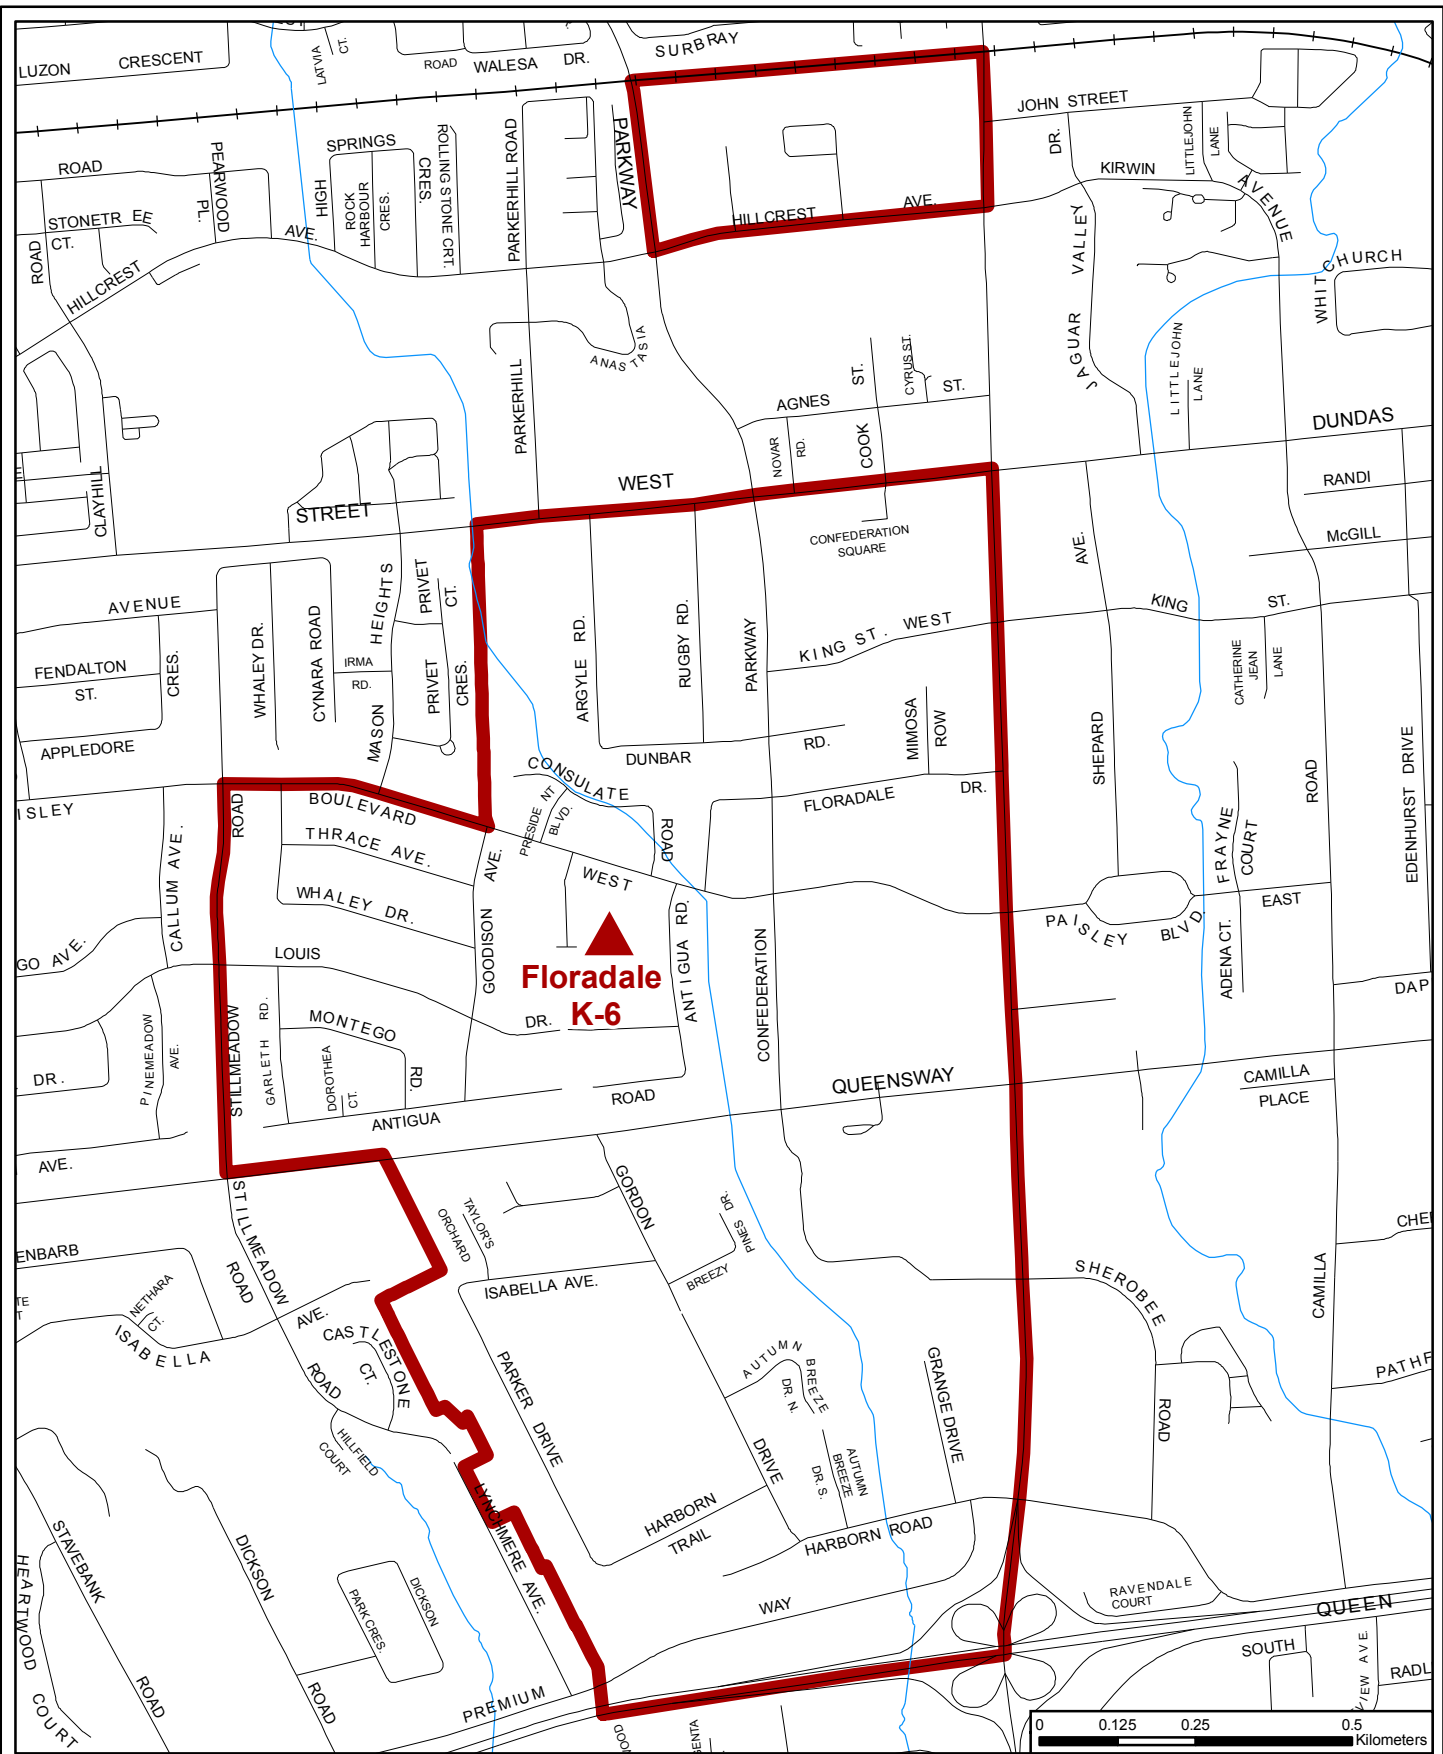 SURBRAY
LUZON
CRESCENT
LATVIA
CT.
ROAD
WALESA
DR.
JOHN STREET
ROAD
PEARWOOD
PL.
SPRINGS
HIGH
ROCK
HARBOUR
CRES.
CRES.
ROLLING STONE CRT.
PARKERHILL ROAD
PARKWAY
DR.
LITTLEJOHN
LANE
KIRWIN
AVENUE
STONETREE
CT.
ROAD
HILLCREST
AVE.
HILLCREST
AVE.
JAGUAR VALLEY
WHITCHURCH
ANASTASIA
PARKERHILL
ST.
CYRUS ST.
ST.
AGNES
NOVAR
RD.
COOK
LITTLEJOHN
LANE
DUNDAS
WEST
STREET
CLAYHILL
RANDI
McGILL
CONFEDERATION
SQUARE
AVE.
AVENUE
FENDALTON
ST.
CRES.
APPLEDORE
WHALEY DR.
CYNARA ROAD
IRMA
RD.
HEIGHTS
MASON
PRIVET
CT.
PRIVET
CRES.
ARGYLE RD.
RUGBY RD.
PARKWAY
KING ST. WEST
KING
ST.
CATHERINE
JEAN
LANE
MIMOSA
ROW
SHEPARD
DUNBAR
RD.
CONSULATE
ROAD
PRESIDENT
BLVD.
FLORADALE
DR.
ROAD
EDENHURST DRIVE
FRAYNE
COURT
ISLEY
ROAD
BOULEVARD
THRACE AVE.
WHALEY DR.
AVE.
GOODISON
WEST
ANTIGUA RD.
CALLUM AVE.
GO AVE.
LOUIS
DR.
Floradale
K-6
CONFEDERATION
PAISLEY
BLVD.
EAST
ADENA CT.
DAP
PINEMEADOW
AVE.
DR.
STILLMEADOW
GARLETH RD.
MONTEGO
RD.
DOROTHEA
CT.
ANTIGUA
ROAD
QUEENSWAY
CAMILLA
PLACE
AVE.
STILLMEADOW
ROAD
ENBARB
NETHARA
CT.
ISABELLA
AVE.
TAYLOR'S
ORCHARD
GORDON
PINES DR.
BREEZY
ISABELLA AVE.
CHE
SHEROBEE
ROAD
CAMILLA
CASTLESTONE
CT.
ROAD
HILLFIELD
COURT
PARKER
DRIVE
AUTUMN
BREEZE
DR. N.
AUTUMN
BREEZE
DR. S.
GRANGE DRIVE
PATHF
DRIVE
HARBORN
TRAIL
HARBORN ROAD
LYNCHMERE AVE.
STAVEBANK
ROAD
HEARTWOOD COURT
DICKSON
ROAD
DICKSON
PARK CRES.
WAY
PREMIUM
RAVENDALE
COURT
QUEEN
SOUTH
VIEW AVE.
RADL
ENTA
0 0.125 0.25 0.5
Kilometers